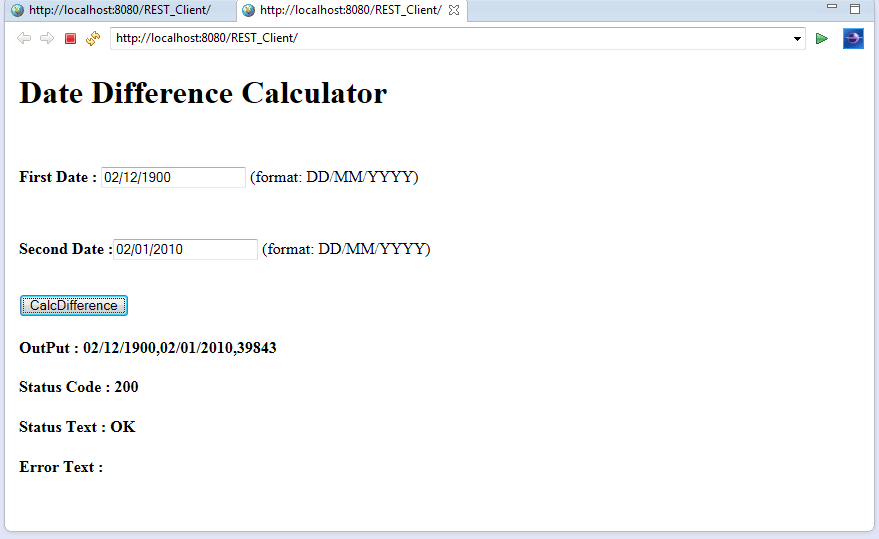 http://localhost:8080/REST_Client/ http://localhost:8080/REST_Client/
http://localhost:8080/REST_Client/
Date Difference Calculator
First Date : 02/12/1900 (format: DD/MM/YYYY)
Second Date : 02/01/2010 (format: DD/MM/YYYY)
CalcDifference
OutPut : 02/12/1900,02/01/2010,39843
Status Code : 200
Status Text : OK
Error Text :